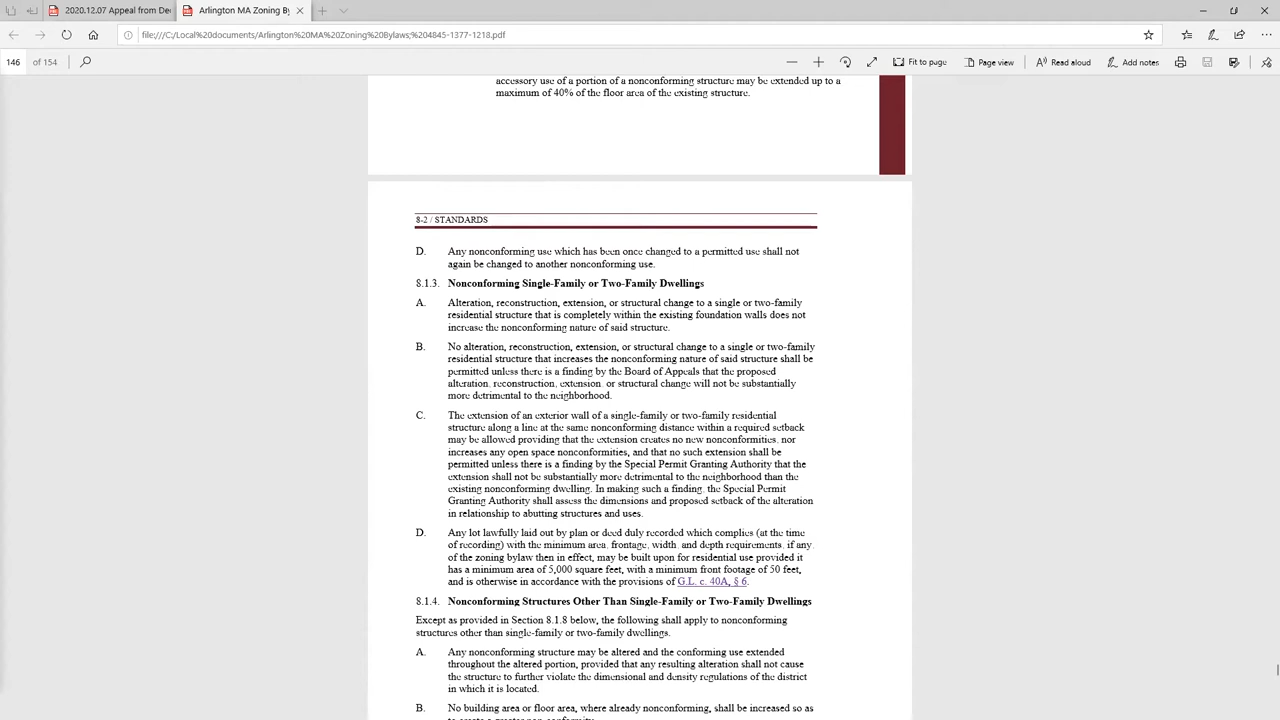 2020.12.07 Appeal from De
Arlington MA Zoning By
file:///C:/Local%20documents/Arlington%20MA%20Zoning%20Bylaws;%204845-1377-1218.pdf
146 of 154
Fit to page
Page view
Read aloud
Add notes
accessory use of a portion of a nonconforming structure may be extended up to a
maximum of 40% of the floor area of the existing structure.
8-2 / STANDARDS
D. Any nonconforming use which has been once changed to a permitted use shall not
again be changed to another nonconforming use.
8.1.3. Nonconforming Single-Family or Two-Family Dwellings
A. Alteration, reconstruction, extension, or structural change to a single or two-family
residential structure that is completely within the existing foundation walls does not
increase the nonconforming nature of said structure.
B. No alteration, reconstruction, extension, or structural change to a single or two-family
residential structure that increases the nonconforming nature of said structure shall be
permitted unless there is a finding by the Board of Appeals that the proposed
alteration, reconstruction, extension, or structural change will not be substantially
more detrimental to the neighborhood.
C. The extension of an exterior wall of a single-family or two-family residential
structure along a line at the same nonconforming distance within a required setback
may be allowed providing that the extension creates no new nonconformities, nor
increases any open space nonconformities, and that no such extension shall be
permitted unless there is a finding by the Special Permit Granting Authority that the
extension shall not be substantially more detrimental to the neighborhood than the
existing nonconforming dwelling. In making such a finding, the Special Permit
Granting Authority shall assess the dimensions and proposed setback of the alteration
in relationship to abutting structures and uses.
D. Any lot lawfully laid out by plan or deed duly recorded which complies (at the time
of recording) with the minimum area, frontage, width, and depth requirements, if any,
of the zoning bylaw then in effect, may be built upon for residential use provided it
has a minimum area of 5,000 square feet, with a minimum front footage of 50 feet,
and is otherwise in accordance with the provisions of G.L. c. 40A, § 6.
8.1.4. Nonconforming Structures Other Than Single-Family or Two-Family Dwellings
Except as provided in Section 8.1.8 below, the following shall apply to nonconforming
structures other than single-family or two-family dwellings.
A. Any nonconforming structure may be altered and the conforming use extended
throughout the altered portion, provided that any resulting alteration shall not cause
the structure to further violate the dimensional and density regulations of the district
in which it is located.
B. No building area or floor area, where already nonconforming, shall be increased so as
to create a greater non-conformity.